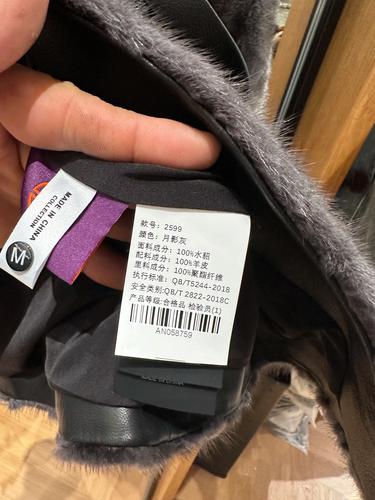 款号: 2599
颜色: 月影灰
面料成分: 100%水貂
配料成分: 100%羊皮
里料成分: 100%聚酯纤维
执行标准: QB/T5244-2018
安全类别:QB/T 2822-2018C
产品等级:合格品 检验员(1)
AN058759
MADE IN CHINA
COLLECTION
M